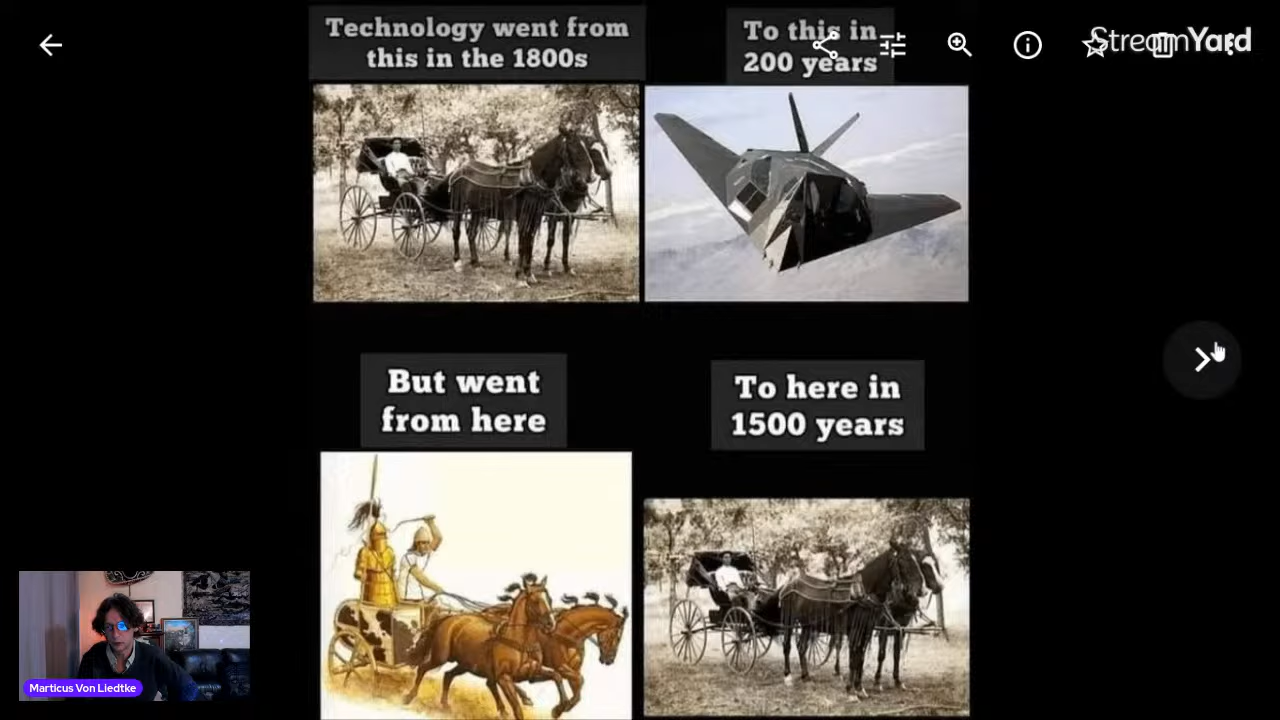 Technology went from
this in the 1800s
To this in
200 years
StreamYard
But went
from here
To here in
1500 years
Marticus Von Liedtke